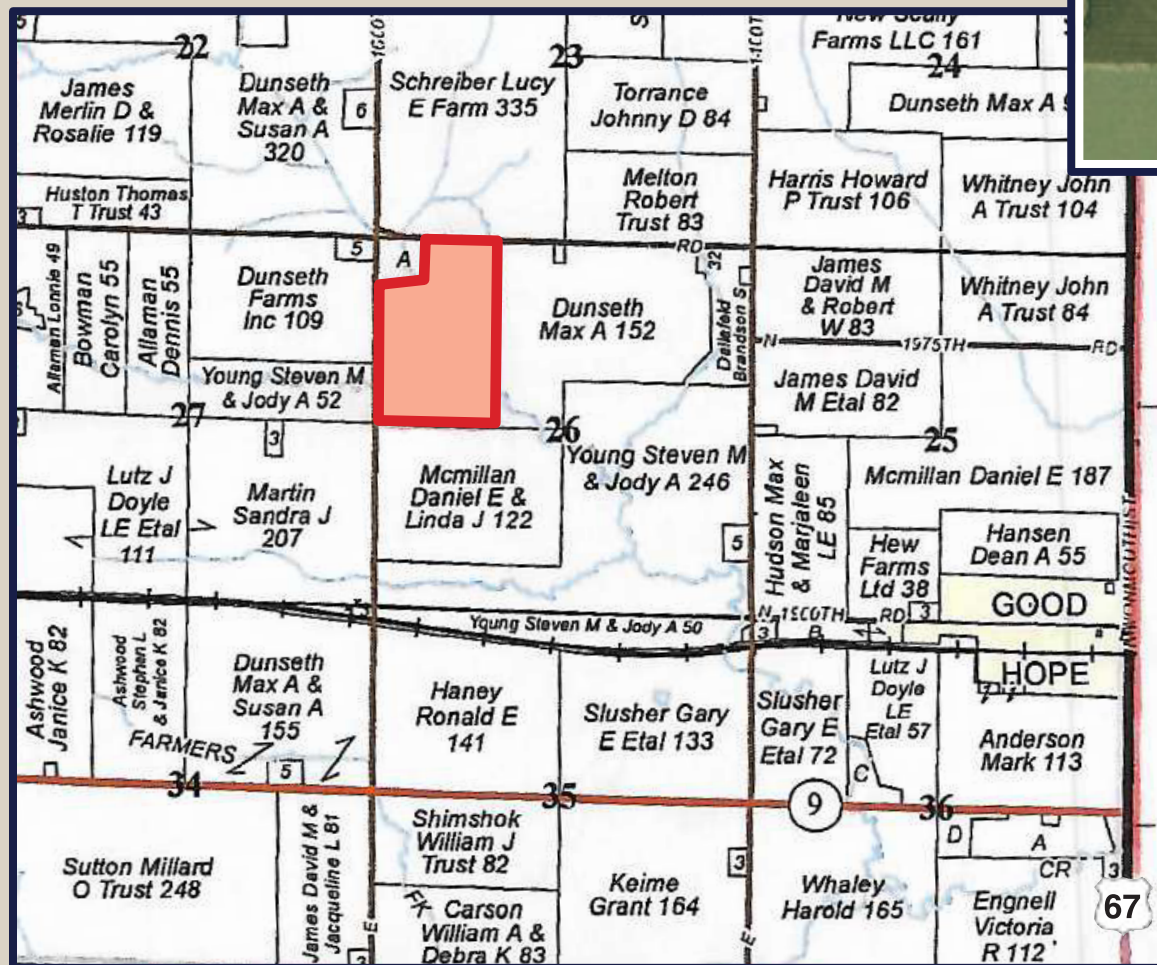 22
23
24
1000
1100T
Farms LLC 161
James
Merlin D &
Rosalie 119
Dunseth
Max A &
Susan A
320
6
Schreiber Lucy
E Farm 335
Torrance
Johnny D 84
Dunseth Max A
Huston Thomas
T Trust 43
3
Melton
Robert
Trust 83
Harris Howard
P Trust 106
Whitney John
A Trust 104
RD
5
A
32
Allaman Lonnie 49
Bowman
Carolyn 55
Allaman
Dennis 55
Dunseth
Farms
Inc 109
Dunseth
Max A 152
Brandson S
James
David M
& Robert
W 83
Whitney John
A Trust 84
N 1975TH RD
Young Steven M
& Jody A 52
James David
M Etal 82
27
26
25
3
Lutz J
Doyle
LE Etal
111
Martin
Sandra J
207
Mcmillan
Daniel E &
Linda J 122
Young Steven M
& Jody A 246
5
Hudson Max
& Marjaleen
LE 85
Mcmillan Daniel E 187
Hew
Farms
Ltd 38
Hansen
Dean A 55
GOOD
HOPE
N 1900TH RD
3
3
B
Young Steven M & Jody A 50
Ashwood
Janice K 82
Ashwood
Stephen L
& Janice K 82
Dunseth
Max A &
Susan A
155
FARMERS
5
Haney
Ronald E
141
Slusher Gary
E Etal 133
Slusher
Gary E
Etal 72
Lutz J
Doyle
LE
Etal 57
C
Anderson
Mark 113
34
35
9
36
Sutton Millard
O Trust 248
James David M &
Jacqueline L 81
3
E
Shimshok
William J
Trust 82
FK
Carson
William A &
Debra K 83
Keime
Grant 164
3
E
Whaley
Harold 165
D
A
CR
3
Engnell
Victoria
R 112
67